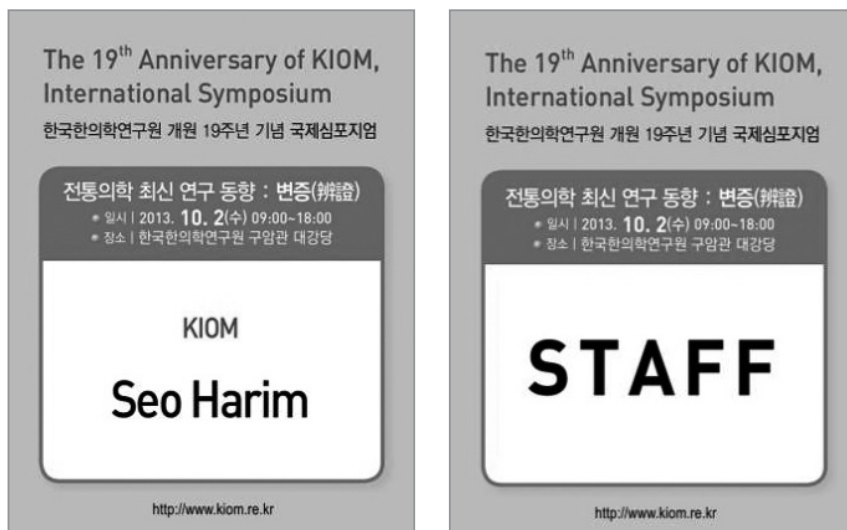 The 19th Anniversary of KIOM,
International Symposium
한국한의학연구원 개원 19주년 기념 국제심포지엄
전통의학 최신 연구 동향 : 변증(辨證)
• 일시 | 2013. 10. 2(수) 09:00~18:00
• 장소 | 한국한의학연구원 구암관 대강당
KIOM
Seo Harim
http://www.kiom.re.kr
The 19th Anniversary of KIOM,
International Symposium
한국한의학연구원 개원 19주년 기념 국제심포지엄
전통의학 최신 연구 동향 : 변증(辨證)
• 일시 | 2013. 10. 2(수) 09:00~18:00
• 장소 | 한국한의학연구원 구암관 대강당
STAFF
http://www.kiom.re.kr